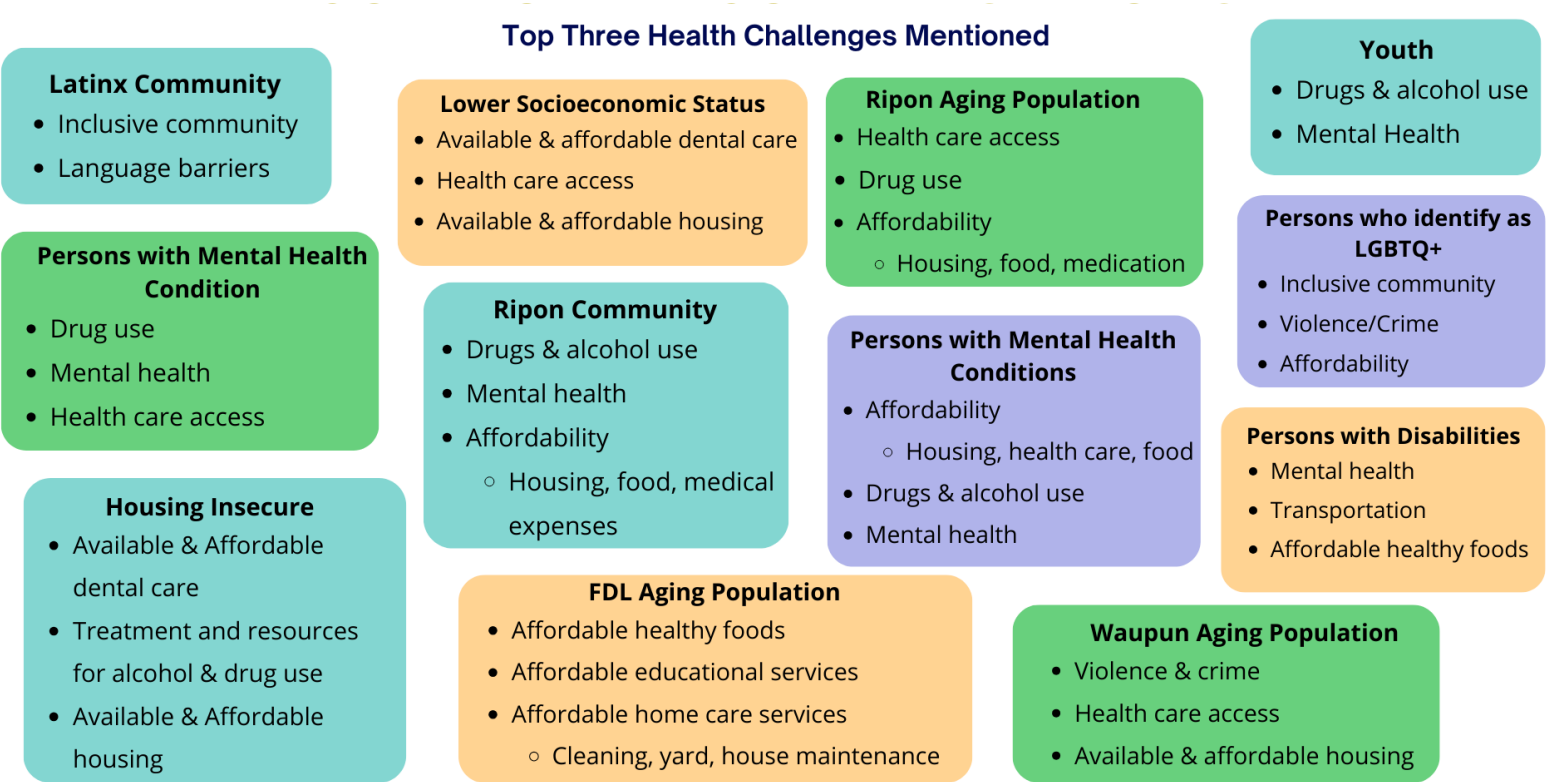 Top Three Health Challenges Mentioned
Latinx Community
• Inclusive community
• Language barriers
Lower Socioeconomic Status
• Available & affordable dental care
• Health care access
• Available & affordable housing
Ripon Aging Population
• Health care access
• Drug use
• Affordability
○ Housing, food, medication
Youth
• Drugs & alcohol use
• Mental Health
Persons with Mental Health
Condition
• Drug use
• Mental health
• Health care access
Ripon Community
• Drugs & alcohol use
• Mental health
• Affordability
○ Housing, food, medical
expenses
Persons with Mental Health
Conditions
• Affordability
○ Housing, health care, food
• Drugs & alcohol use
• Mental health
Persons who identify as
LGBTQ+
• Inclusive community
• Violence/Crime
• Affordability
Persons with Disabilities
• Mental health
• Transportation
• Affordable healthy foods
Housing Insecure
• Available & Affordable
dental care
• Treatment and resources
for alcohol & drug use
• Available & Affordable
housing
FDL Aging Population
• Affordable healthy foods
• Affordable educational services
• Affordable home care services
○ Cleaning, yard, house maintenance
Waupun Aging Population
• Violence & crime
• Health care access
• Available & affordable housing